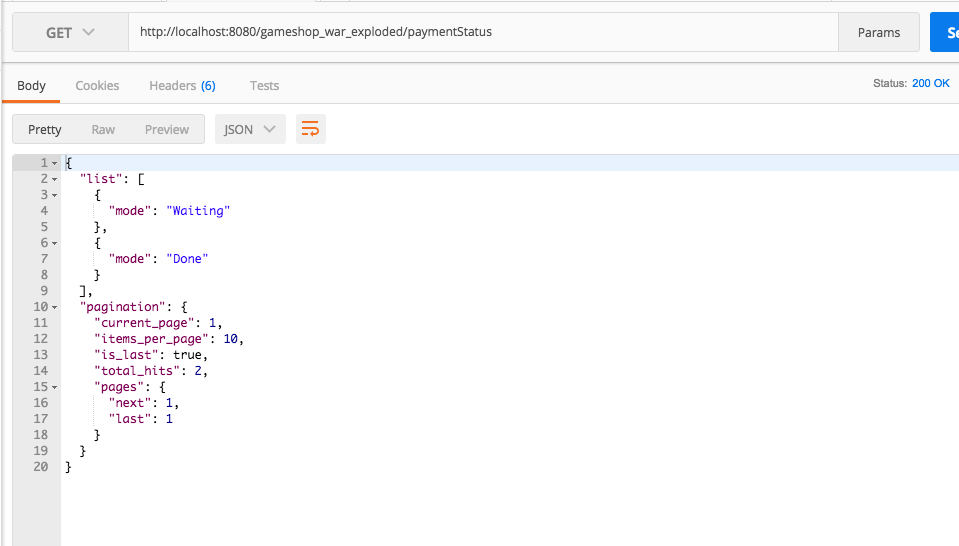 GET http://localhost:8080/gameshop_war_exploded/paymentStatus Params Se
Body Cookies Headers (6) Tests Status: 200 OK
Pretty Raw Preview JSON
1 {
2 "list": [
3 {
4 "mode": "Waiting"
5 },
6 {
7 "mode": "Done"
8 }
9 ],
10 "pagination": {
11 "current_page": 1,
12 "items_per_page": 10,
13 "is_last": true,
14 "total_hits": 2,
15 "pages": {
16 "next": 1,
17 "last": 1
18 }
19 }
20 }